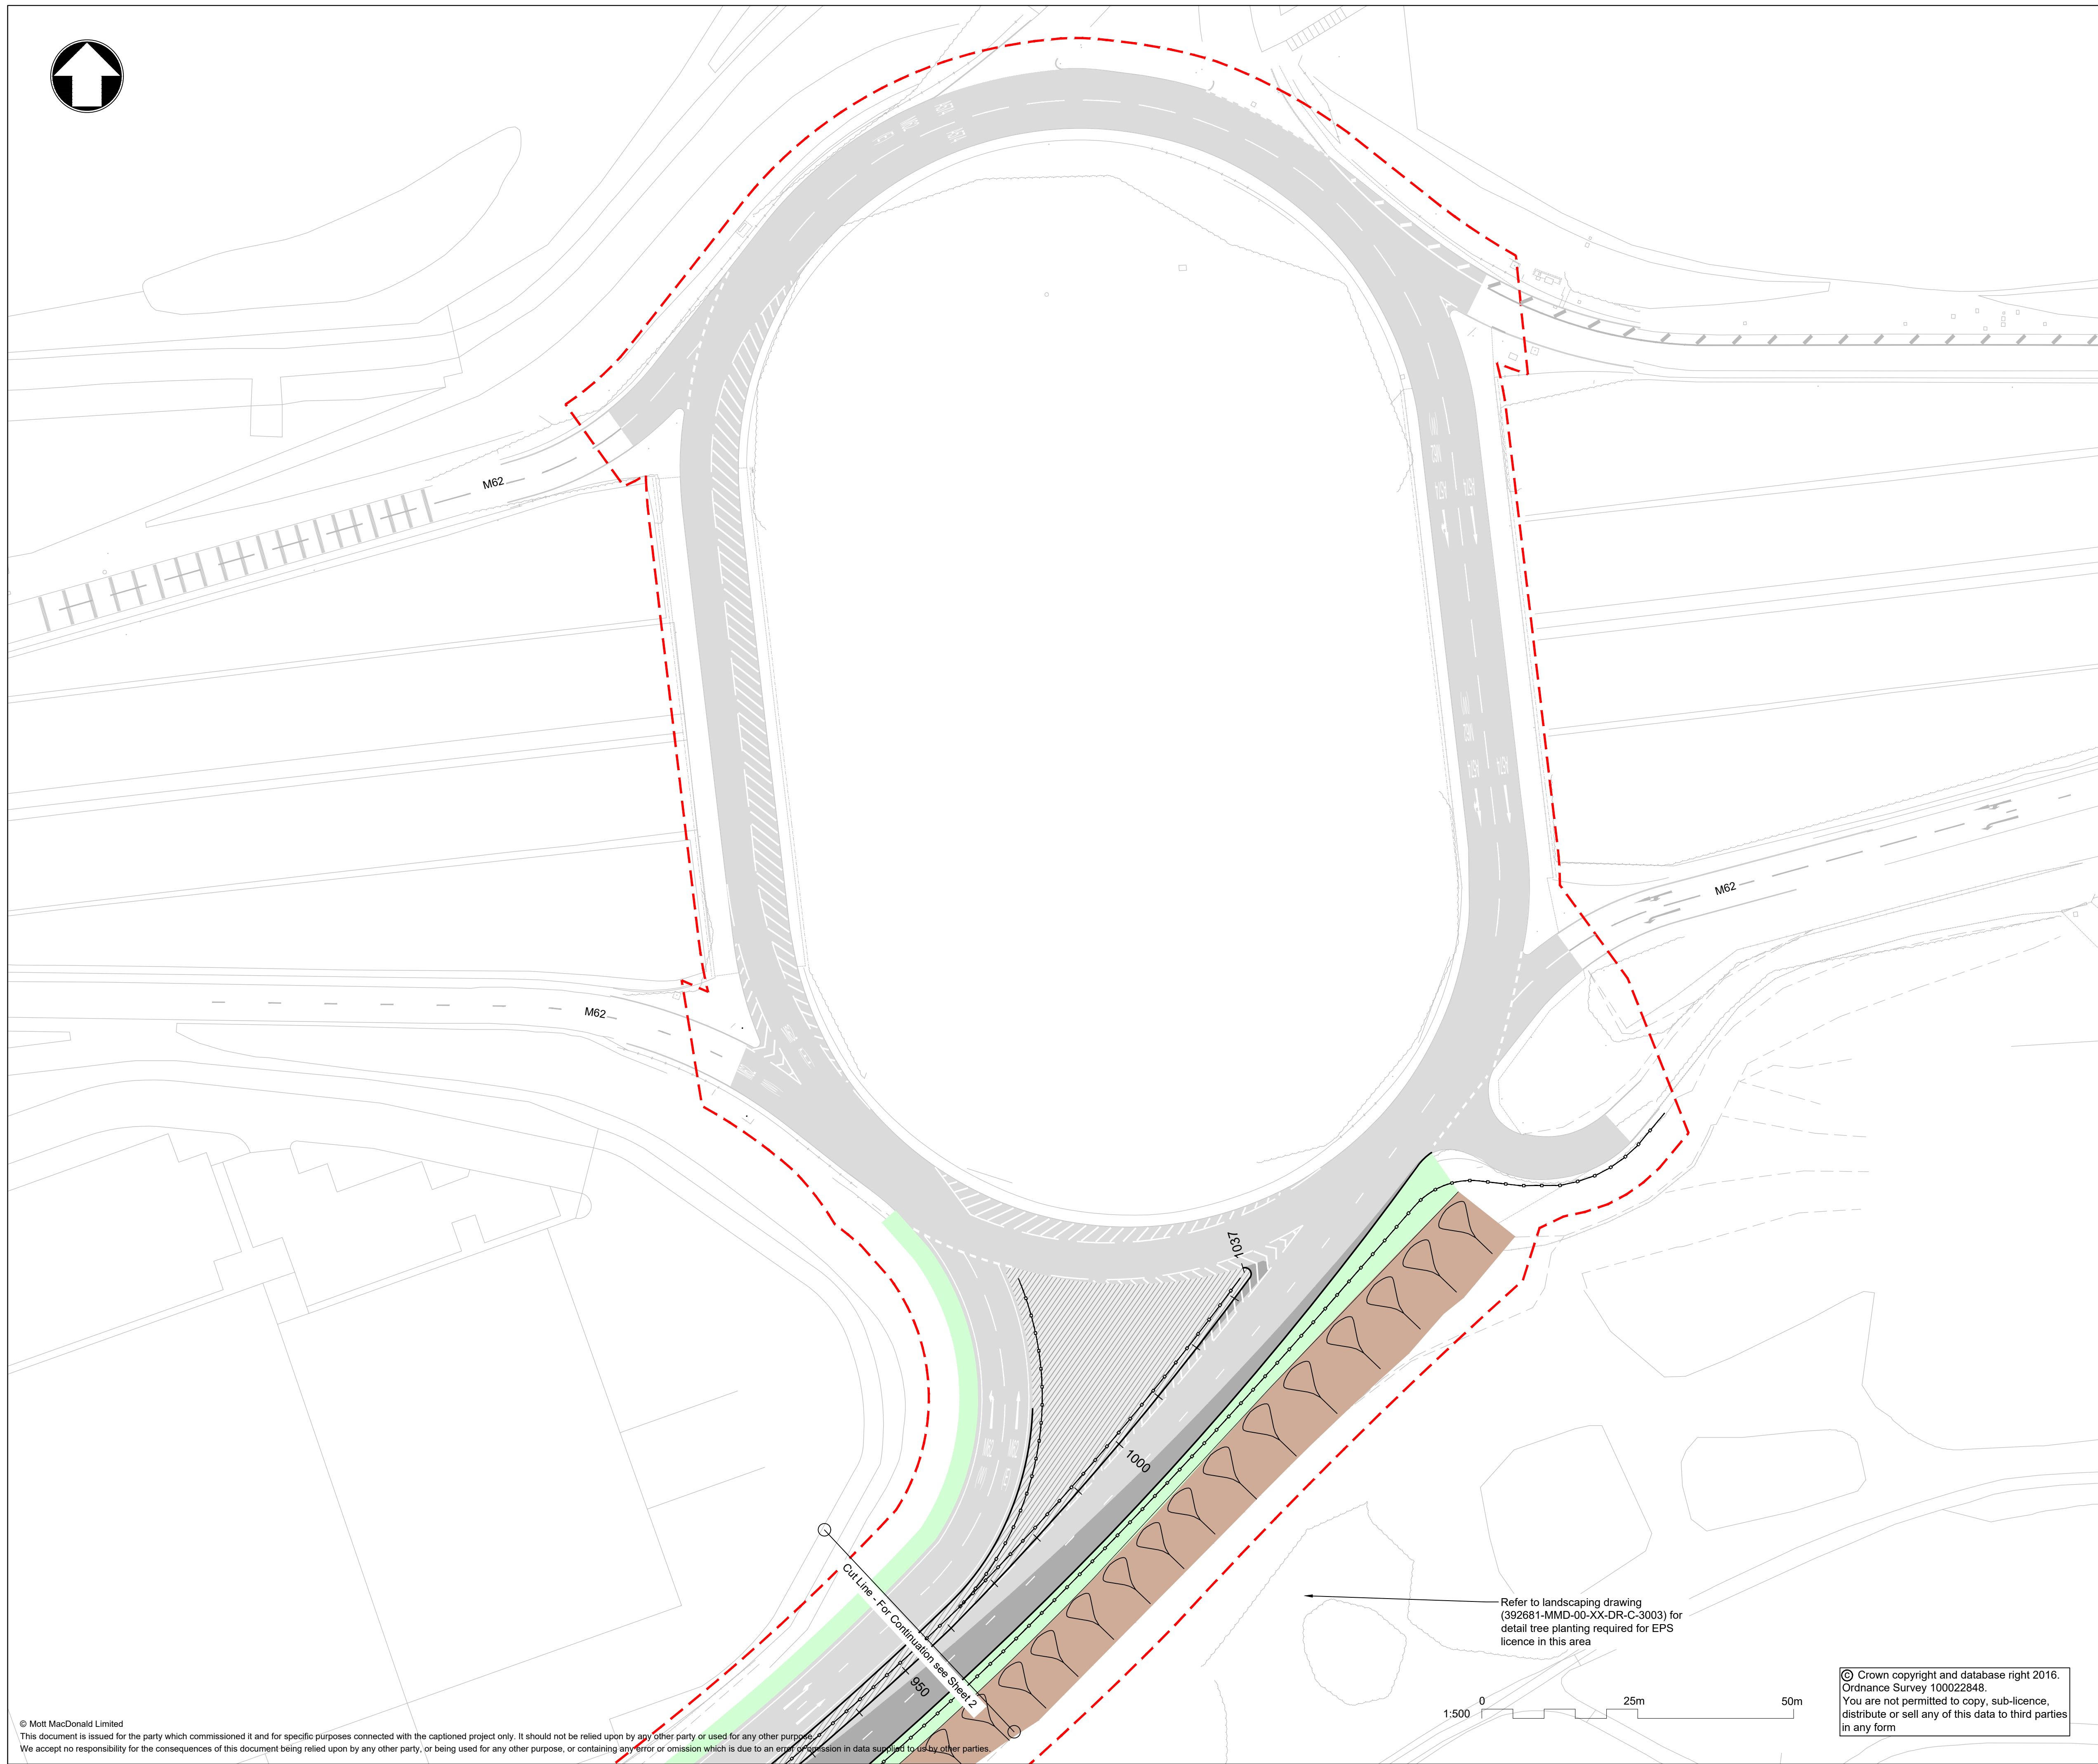 M62
M62
M62
1037
1000
950
Cut Line - For Continuation see Sheet 2
Refer to landscaping drawing
(392681-MMD-00-XX-DR-C-3003) for
detail tree planting required for EPS
licence in this area
1:500
0
25m
50m
© Crown copyright and database right 2016.
Ordnance Survey 100022848.
You are not permitted to copy, sub-licence,
distribute or sell any of this data to third parties
in any form
© Mott MacDonald Limited
This document is issued for the party which commissioned it and for specific purposes connected with the captioned project only. It should not be relied upon by any other party or used for any other purpose.
We accept no responsibility for the consequences of this document being relied upon by any other party, or being used for any other purpose, or containing any error or omission which is due to an error or omission in data supplied to us by other parties.